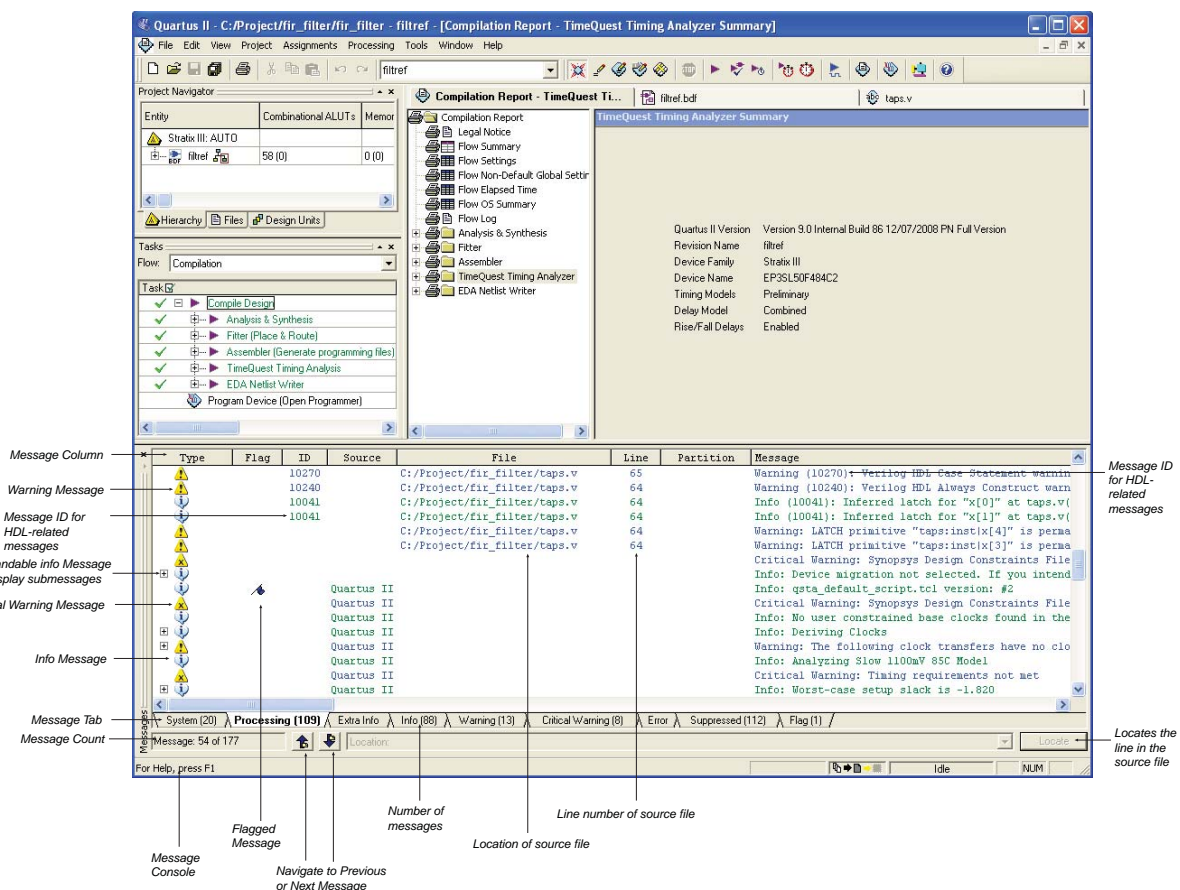 Quartus II - C:/Project/fir_filter/fir_filter - filtref - [Compilation Report - TimeQuest Timing Analyzer Summary]
File Edit View Project Assignments Processing Tools Window Help
filtref
Project Navigator
Entity Combinational ALUTs Memor
Stratix III: AUTO
filtref 58 (0) 0 (0)
Hierarchy Files Design Units
Tasks
Flow: Compilation
Task
Compile Design
Analysis & Synthesis
Fitter (Place & Route)
Assembler (Generate programming files)
TimeQuest Timing Analysis
EDA Netlist Writer
Program Device (Open Programmer)
Compilation Report - TimeQuest Ti... filtref.bdf taps.v
Compilation Report
Legal Notice
Flow Summary
Flow Settings
Flow Non-Default Global Settir
Flow Elapsed Time
Flow OS Summary
Flow Log
Analysis & Synthesis
Fitter
Assembler
TimeQuest Timing Analyzer
EDA Netlist Writer
TimeQuest Timing Analyzer Summary
Quartus II Version Version 9.0 Internal Build 86 12/07/2008 PN Full Version
Revision Name filtref
Device Family Stratix III
Device Name EP3SL50F484C2
Timing Models Preliminary
Delay Model Combined
Rise/Fall Delays Enabled
Type Flag ID Source File Line Partition Message
10270 C:/Project/fir_filter/taps.v 65 Warning (10270): Verilog HDL Case Statement warnin
10240 C:/Project/fir_filter/taps.v 64 Warning (10240): Verilog HDL Always Construct warn
10041 C:/Project/fir_filter/taps.v 64 Info (10041): Inferred latch for "x[0]" at taps.v(
10041 C:/Project/fir_filter/taps.v 64 Info (10041): Inferred latch for "x[1]" at taps.v(
C:/Project/fir_filter/taps.v 64 Warning: LATCH primitive "taps:inst|x[4]" is perma
C:/Project/fir_filter/taps.v 64 Warning: LATCH primitive "taps:inst|x[3]" is perma
Critical Warning: Synopsys Design Constraints File
Info: Device migration not selected. If you intend
Quartus II Info: qsta_default_script.tcl version: #2
Quartus II Critical Warning: Synopsys Design Constraints File
Quartus II Info: No user constrained base clocks found in the
Quartus II Info: Deriving Clocks
Quartus II Warning: The following clock transfers have no clo
Quartus II Info: Analyzing Slow 1100mV 85C Model
Quartus II Critical Warning: Timing requirements not met
Quartus II Info: Worst-case setup slack is -1.820
System (20) Processing (109) Extra Info Info (88) Warning (13) Critical Warning (8) Error Suppressed (112) Flag (1)
Messages
Message: 54 of 177 Location: Locate
For Help, press F1 Idle NUM
Message Column
Warning Message
Message ID for
HDL-related
messages
andable info Message
splay submessages
al Warning Message
Info Message
Message Tab
Message Count
Message ID
for HDL-
related
messages
Locates the
line in the
source file
Message
Console
Flagged
Message
Navigate to Previous
or Next Message
Number of
messages
Location of source file
Line number of source file